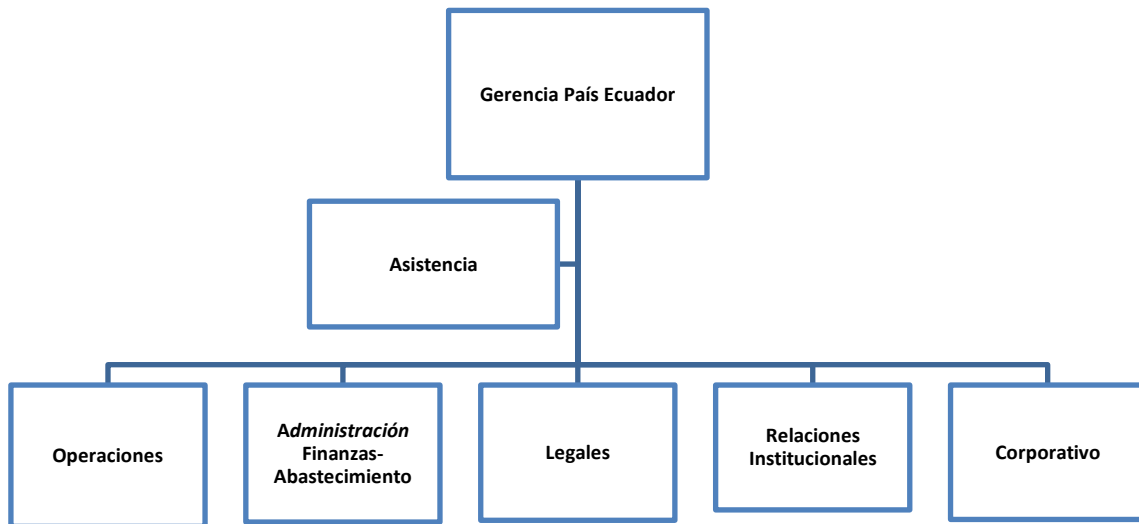 Gerencia País Ecuador
Asistencia
Operaciones
Administración
Finanzas-
Abastecimiento
Legales
Relaciones
Institucionales
Corporativo